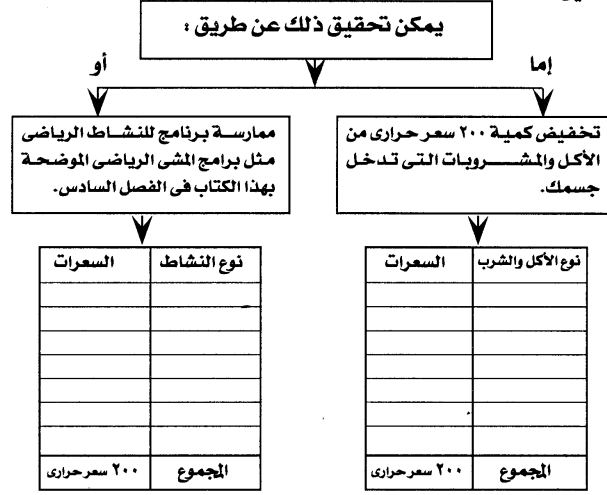 يمكن تحقيق ذلك عن طريق :
إما
أو
تخفيض كمية ٢٠٠ سعر حرارى من
الأكل والمشروبات التى تدخل
جسمك.
ممارسة برنامج للنشاط الرياضى
مثل برامج المشى الرياضى الموضحة
بهذا الكتاب فى الفصل السادس.
نوع الأكل والشرب السعرات
المجموع ٢٠٠ سعر حرارى
نوع النشاط السعرات
المجموع ٢٠٠ سعر حرارى